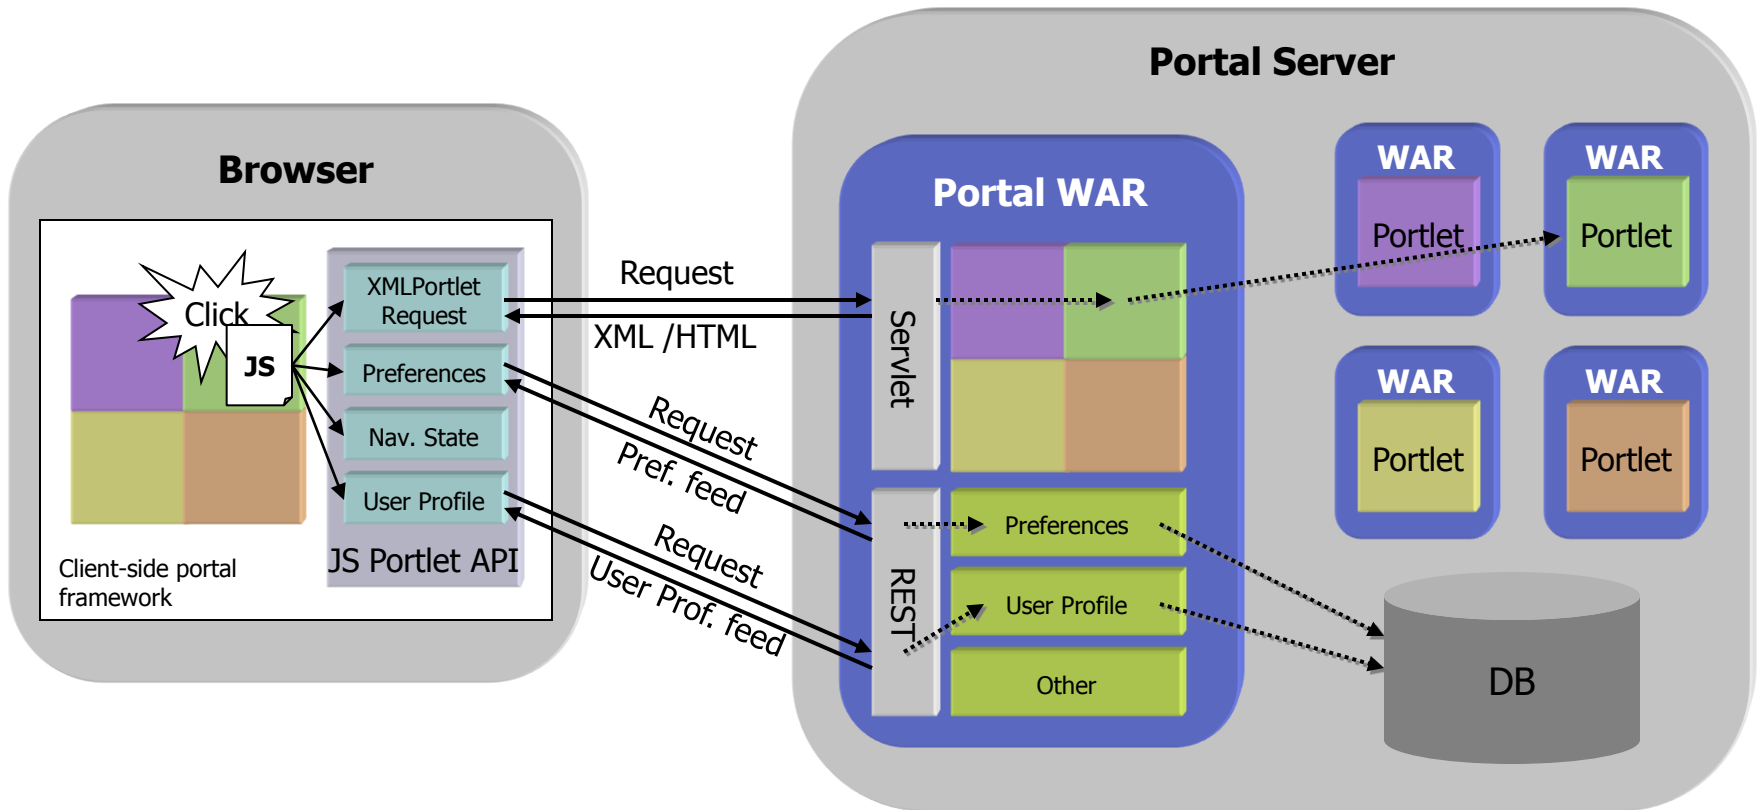 Portal Server
Browser
Portal WAR
WAR
Portlet
WAR
Portlet
WAR
Portlet
WAR
Portlet
Click
JS
XMLPortlet
Request
Preferences
Nav. State
User Profile
JS Portlet API
Client-side portal
framework
Request
XML /HTML
Request
Pref. feed
Request
User Prof. feed
Servlet
REST
Preferences
User Profile
Other
DB